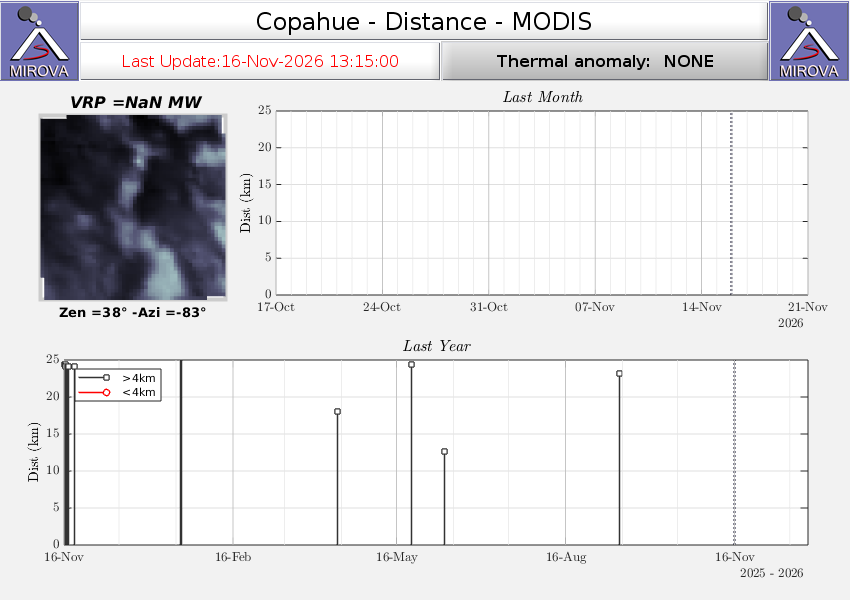 Copahue - Distance - MODIS
MIROVA
Last Update:16-Nov-2026 13:15:00
Thermal anomaly: NONE
MIROVA
VRP =NaN MW
Zen =38° -Azi =-83°
Last Month
Dist (km)
25
20
15
10
5
0
17-Oct 24-Oct 31-Oct 07-Nov 14-Nov 21-Nov
2026
Last Year
Dist (km)
25
20
15
10
5
0
>4km
<4km
16-Nov 16-Feb 16-May 16-Aug 16-Nov
2025 - 2026